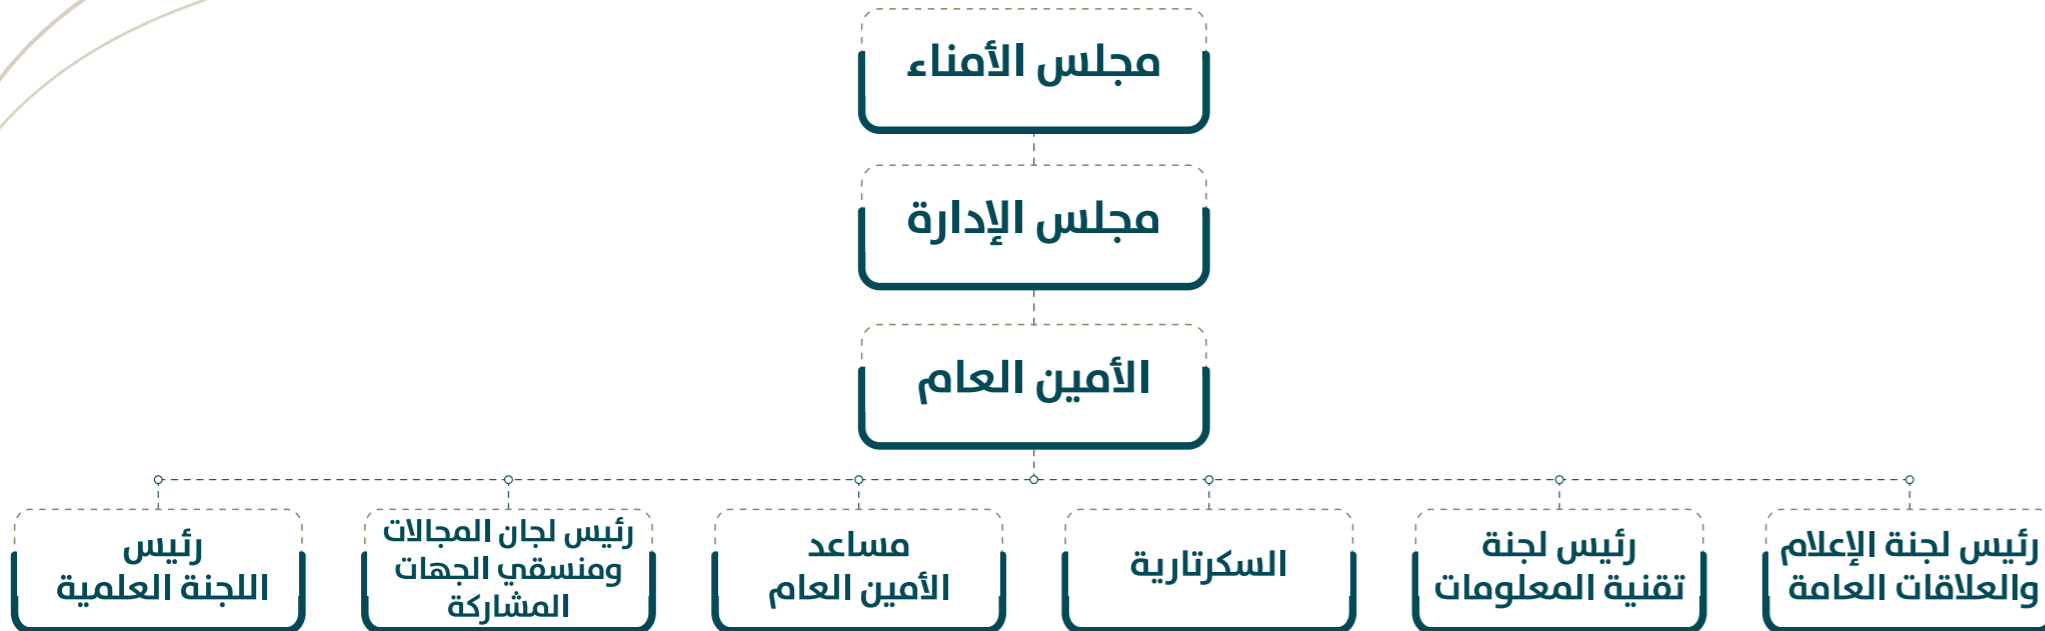 مجلس الأمناء
مجلس الإدارة
الأمين العام
رئيس لجنة الإعلام
والعلاقات العامة
رئيس لجنة
تقنية المعلومات
السكرتارية
مساعد
الأمين العام
رئيس لجان المجالات
ومنسقي الجهات
المشاركة
رئيس
اللجنة العلمية